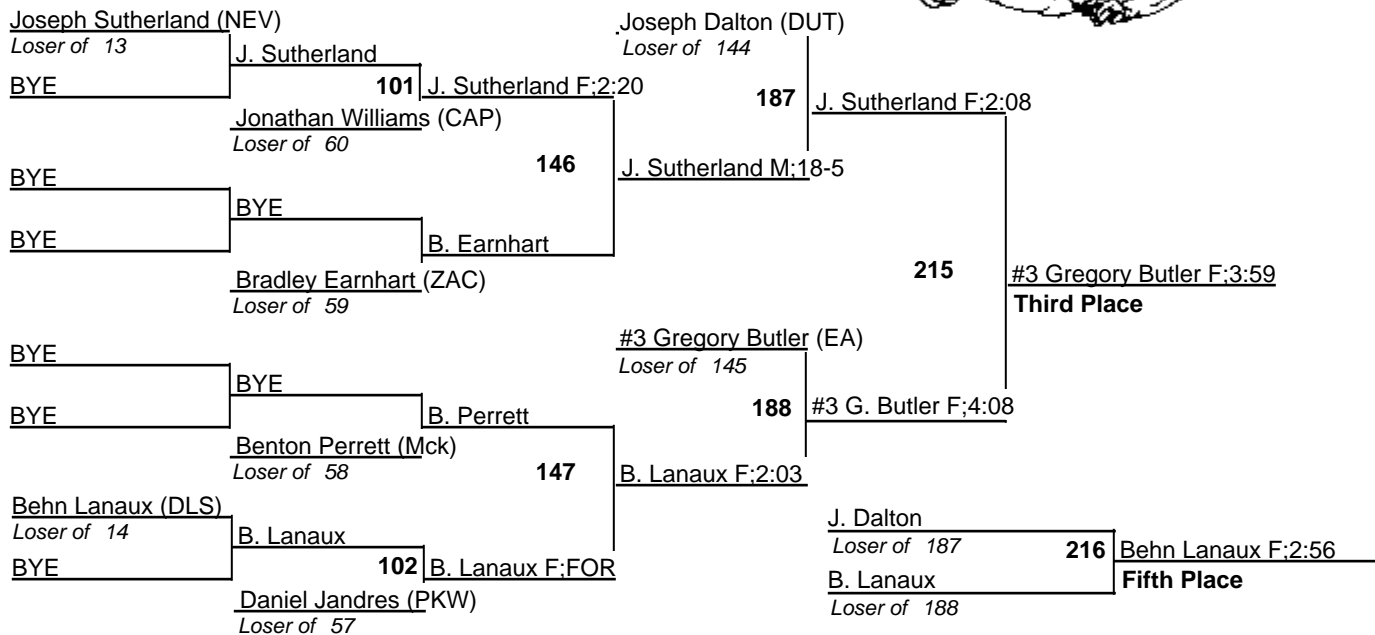 Joseph Sutherland (NEV)
Loser of 13
BYE
J. Sutherland
101
Jonathan Williams (CAP)
Loser of 60
J. Sutherland F;2:20
BYE
BYE
BYE
Bradley Earnhart (ZAC)
Loser of 59
B. Earnhart
146
J. Sutherland M;18-5
Joseph Dalton (DUT)
Loser of 144
187
J. Sutherland F;2:08
BYE
BYE
BYE
Benton Perrett (Mck)
Loser of 58
B. Perrett
Behn Lanaux (DLS)
Loser of 14
BYE
B. Lanaux
102
Daniel Jandres (PKW)
Loser of 57
B. Lanaux F;FOR
147
B. Lanaux F;2:03
#3 Gregory Butler (EA)
Loser of 145
188
#3 G. Butler F;4:08
215
#3 Gregory Butler F;3:59
Third Place
J. Dalton
Loser of 187
B. Lanaux
Loser of 188
216
Behn Lanaux F;2:56
Fifth Place